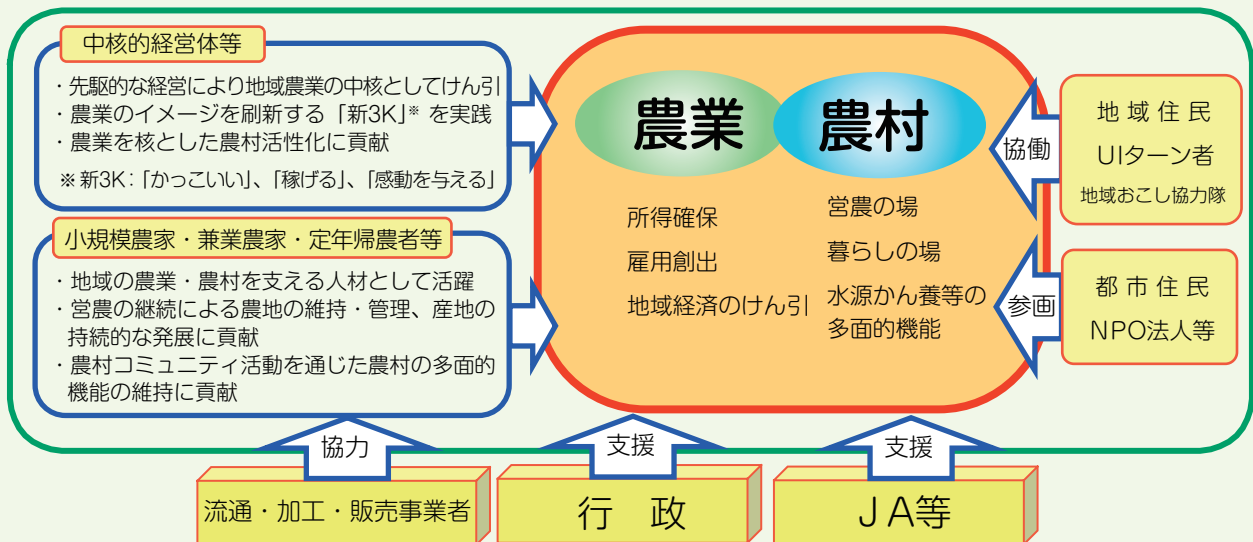 中核的経営体等
・先駆的な経営により地域農業の中核としてけん引
・農業のイメージを刷新する「新3K」※ を実践
・農業を核とした農村活性化に貢献
※新3K：「かっこいい」、「稼げる」、「感動を与える」
小規模農家・兼業農家・定年帰農者等
・地域の農業・農村を支える人材として活躍
・営農の継続による農地の維持・管理、産地の
持続的な発展に貢献
・農村コミュニティ活動を通じた農村の多面的
機能の維持に貢献
農業
農村
所得確保
雇用創出
地域経済のけん引
営農の場
暮らしの場
水源かん養等の
多面的機能
協働
地域住民
UIターン者
地域おこし協力隊
参画
都市住民
NPO法人等
協力
支援
支援
流通・加工・販売事業者
行　政
ＪＡ等